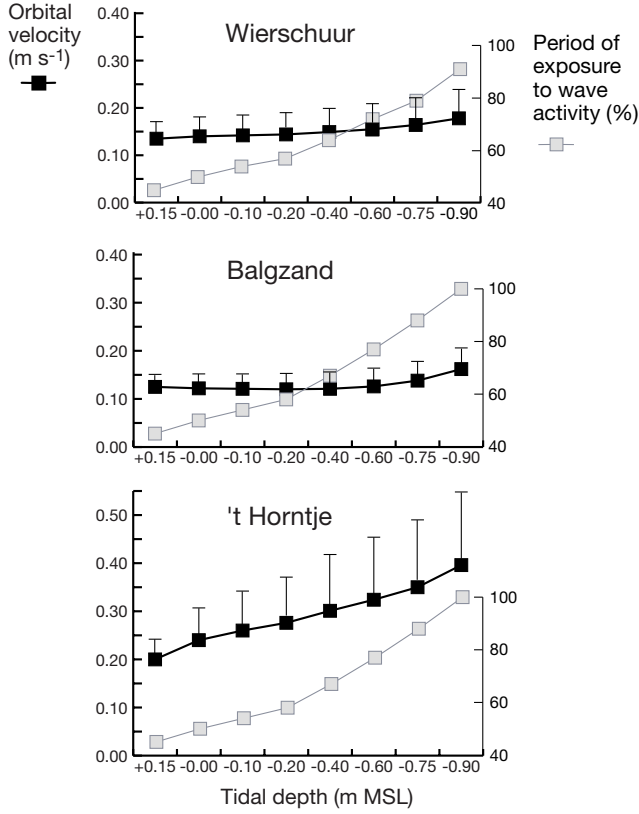 Orbital
velocity
(m s-1)
Wierschuur
Period of
exposure
to wave
activity (%)
0.40
0.30
0.20
0.10
0.00
100
80
60
40
+0.15 -0.00 -0.10 -0.20 -0.40 -0.60 -0.75 -0.90
Balgzand
0.40
0.30
0.20
0.10
0.00
100
80
60
40
+0.15 -0.00 -0.10 -0.20 -0.40 -0.60 -0.75 -0.90
't Horntje
0.50
0.40
0.30
0.20
0.10
0.00
100
80
60
40
+0.15 -0.00 -0.10 -0.20 -0.40 -0.60 -0.75 -0.90
Tidal depth (m MSL)